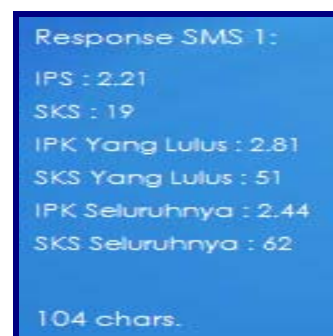 Response SMS 1:
IPS : 2.21
SKS : 19
IPK Yang Lulus : 2.81
SKS Yang Lulus : 51
IPK Seluruhnya : 2.44
SKS Seluruhnya : 62
104 chars.